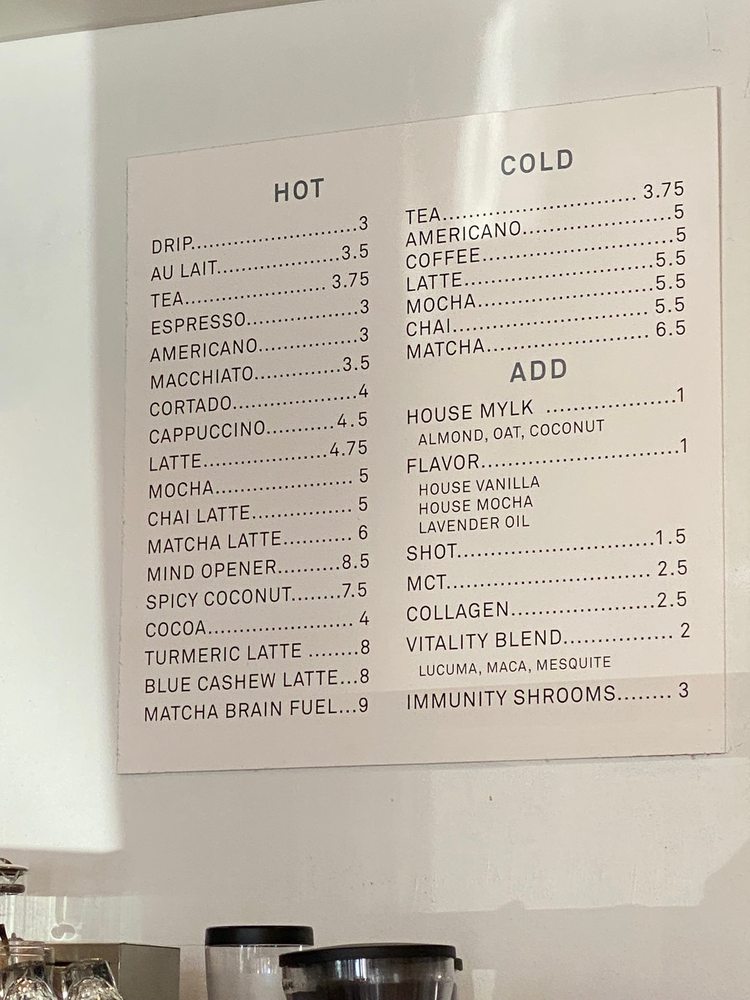 HOT
DRIP..........................3
AU LAIT...................3.5
TEA..................... 3.75
ESPRESSO..................3
AMERICANO................3
MACCHIATO..............3.5
CORTADO....................4
CAPPUCCINO...........4.5
LATTE...................4.75
MOCHA..................... 5
CHAI LATTE................ 5
MATCHA LATTE........... 6
MIND OPENER..........8.5
SPICY COCONUT........7.5
COCOA...................... 4
TURMERIC LATTE ........8
BLUE CASHEW LATTE...8
MATCHA BRAIN FUEL...9
COLD
TEA............................. 3.75
AMERICANO......................5
COFFEE............................5
LATTE............................5.5
MOCHA..........................5.5
CHAI............................. 5.5
MATCHA........................ 6.5
ADD
HOUSE MYLK ...................1
ALMOND, OAT, COCONUT
FLAVOR.............................1
HOUSE VANILLA
HOUSE MOCHA
LAVENDER OIL
SHOT.............................1.5
MCT.............................. 2.5
COLLAGEN.....................2.5
VITALITY BLEND................ 2
LUCUMA, MACA, MESQUITE
IMMUNITY SHROOMS........ 3